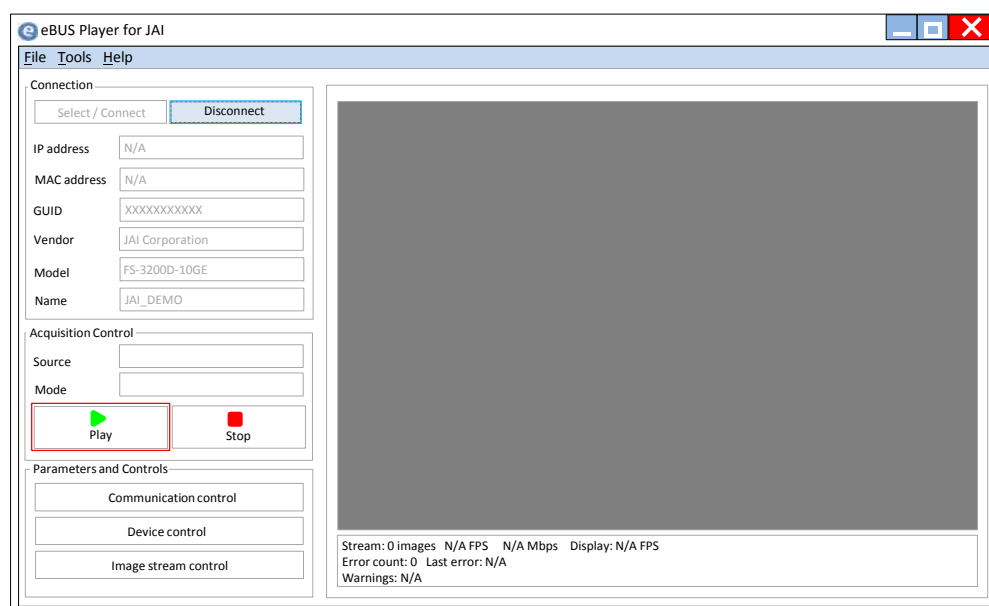 eBUS Player for JAI
File Tools Help
Connection
Select / Connect Disconnect
IP address N/A
MAC address N/A
GUID XXXXXXXXXXX
Vendor JAI Corporation
Model FS-3200D-10GE
Name JAI_DEMO
Acquisition Control
Source
Mode
Play Stop
Parameters and Controls
Communication control
Device control
Image stream control
Stream: 0 images N/A FPS N/A Mbps Display: N/A FPS
Error count: 0 Last error: N/A
Warnings: N/A